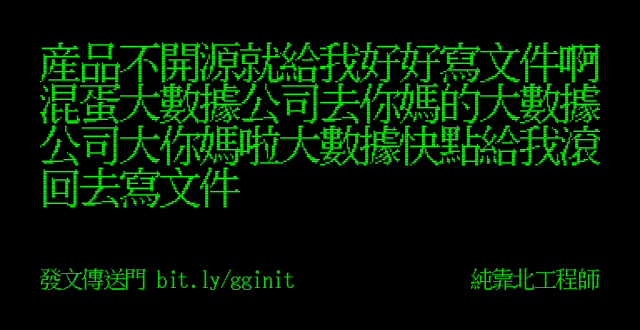 産品不開源就給我好好寫文件啊
混蛋大數據公司去你媽的大數據
公司大你媽啦大數據快點給我滾
回去寫文件
發文傳送門 bit.ly/gginit
純靠北工程師